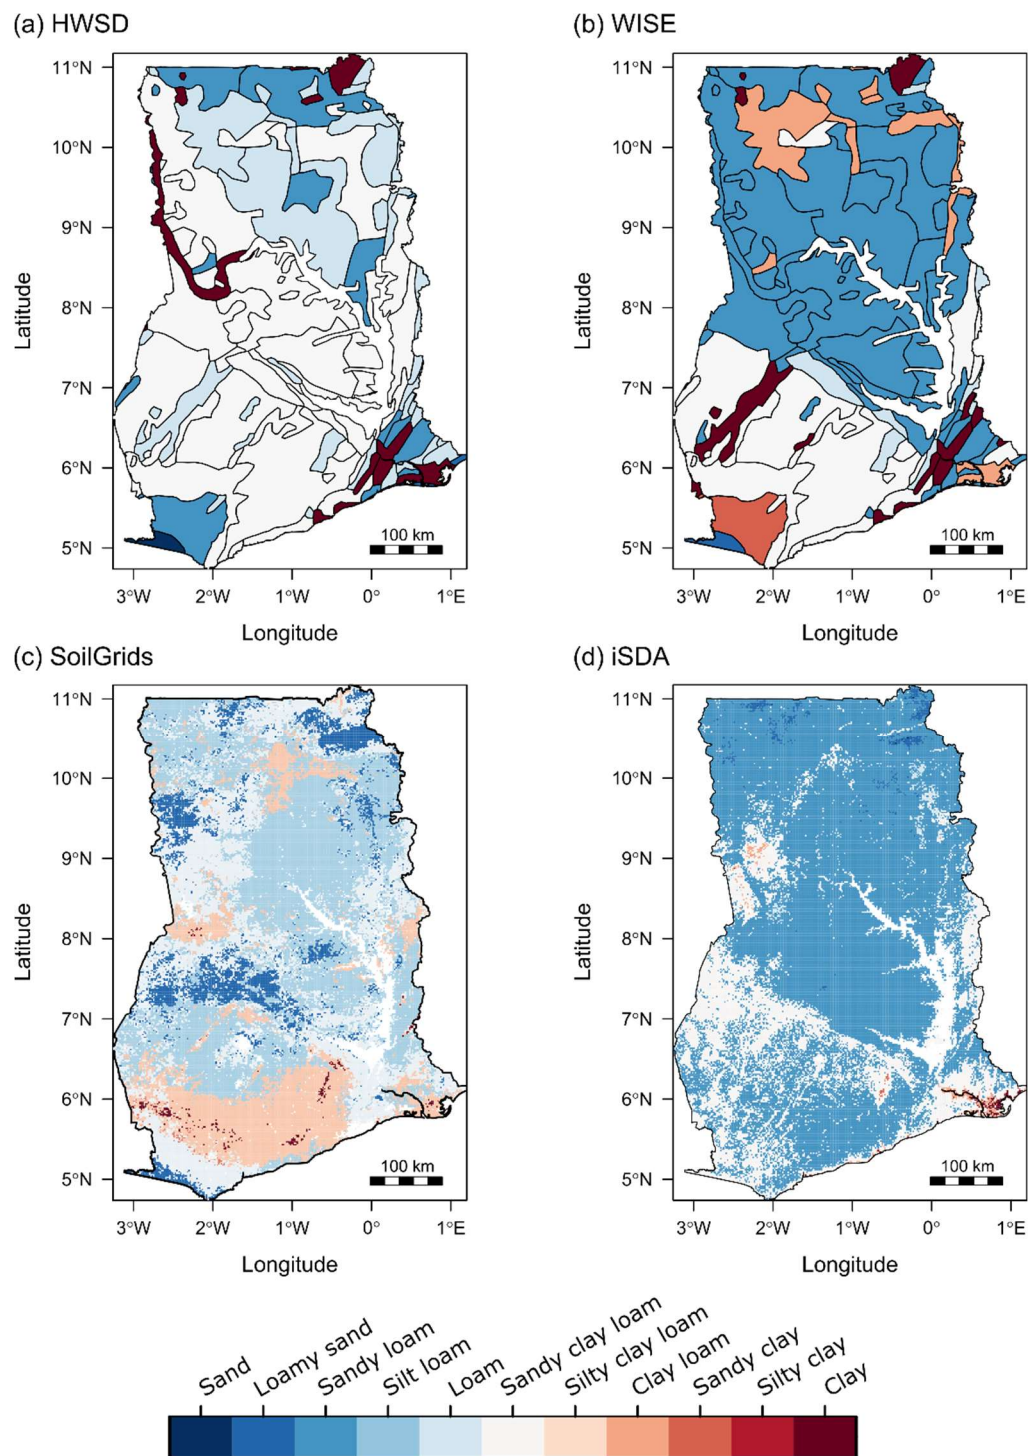 (a) HWSD
(b) WISE
11°N
10°N
9°N
8°N
7°N
6°N
5°N
Latitude
100 km
3°W 2°W 1°W 0° 1°E
Longitude
11°N
10°N
9°N
8°N
7°N
6°N
5°N
Latitude
100 km
3°W 2°W 1°W 0° 1°E
Longitude
(c) SoilGrids
(d) iSDA
11°N
10°N
9°N
8°N
7°N
6°N
5°N
Latitude
100 km
3°W 2°W 1°W 0° 1°E
Longitude
11°N
10°N
9°N
8°N
7°N
6°N
5°N
Latitude
100 km
3°W 2°W 1°W 0° 1°E
Longitude
Sand
Loamy sand
Sandy loam
Silt loam
Loam
Sandy clay loam
Silty clay loam
Clay loam
Sandy clay
Silty clay
Clay